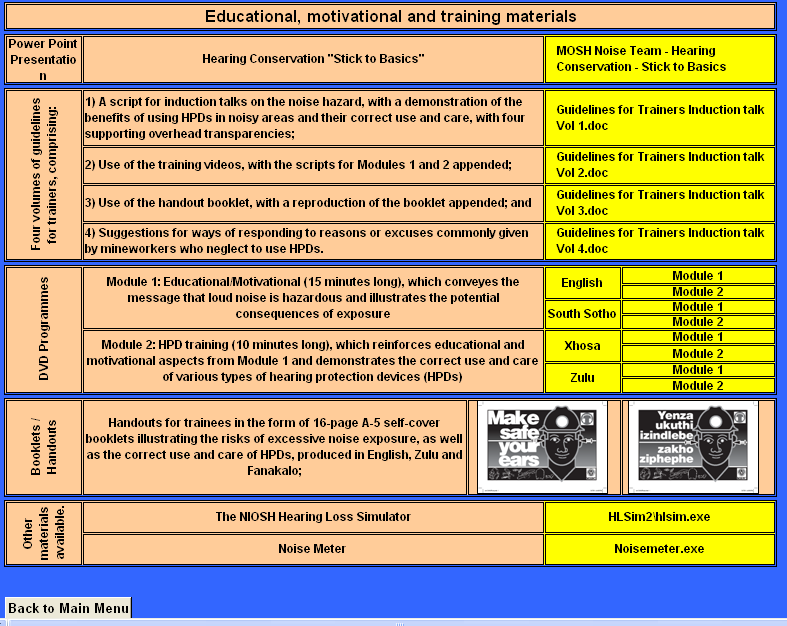 Educational, motivational and training materials
Power Point
Presentatio
n
Hearing Conservation "Stick to Basics"
MOSH Noise Team - Hearing
Conservation - Stick to Basics
Four volumes of guidelines
for trainers, comprising:
1) A script for induction talks on the noise hazard, with a demonstration of the
benefits of using HPDs in noisy areas and their correct use and care, with four
supporting overhead transparencies;
Guidelines for Trainers Induction talk
Vol 1.doc
2) Use of the training videos, with the scripts for Modules 1 and 2 appended;
Guidelines for Trainers Induction talk
Vol 2.doc
3) Use of the handout booklet, with a reproduction of the booklet appended; and
Guidelines for Trainers Induction talk
Vol 3.doc
4) Suggestions for ways of responding to reasons or excuses commonly given
by mineworkers who neglect to use HPDs.
Guidelines for Trainers Induction talk
Vol 4.doc
DVD Programmes
Module 1: Educational/Motivational (15 minutes long), which conveyes the
message that loud noise is hazardous and illustrates the potential
consequences of exposure
Module 2: HPD training (10 minutes long), which reinforces educational and
motivational aspects from Module 1 and demonstrates the correct use and care
of various types of hearing protection devices (HPDs)
English
Module 1
Module 2
South Sotho
Module 1
Module 2
Xhosa
Module 1
Module 2
Zulu
Module 1
Module 2
Booklets /
Handouts
Handouts for trainees in the form of 16-page A-5 self-cover
booklets illustrating the risks of excessive noise exposure, as well
as the correct use and care of HPDs, produced in English, Zulu and
Fanakalo;
Make
safe
your
ears
Yenza
ukuthi
izindlebe
zakho
ziphephe
Other
materials
available.
The NIOSH Hearing Loss Simulator
HLSim2\hlsim.exe
Noise Meter
Noisemeter.exe
Back to Main Menu